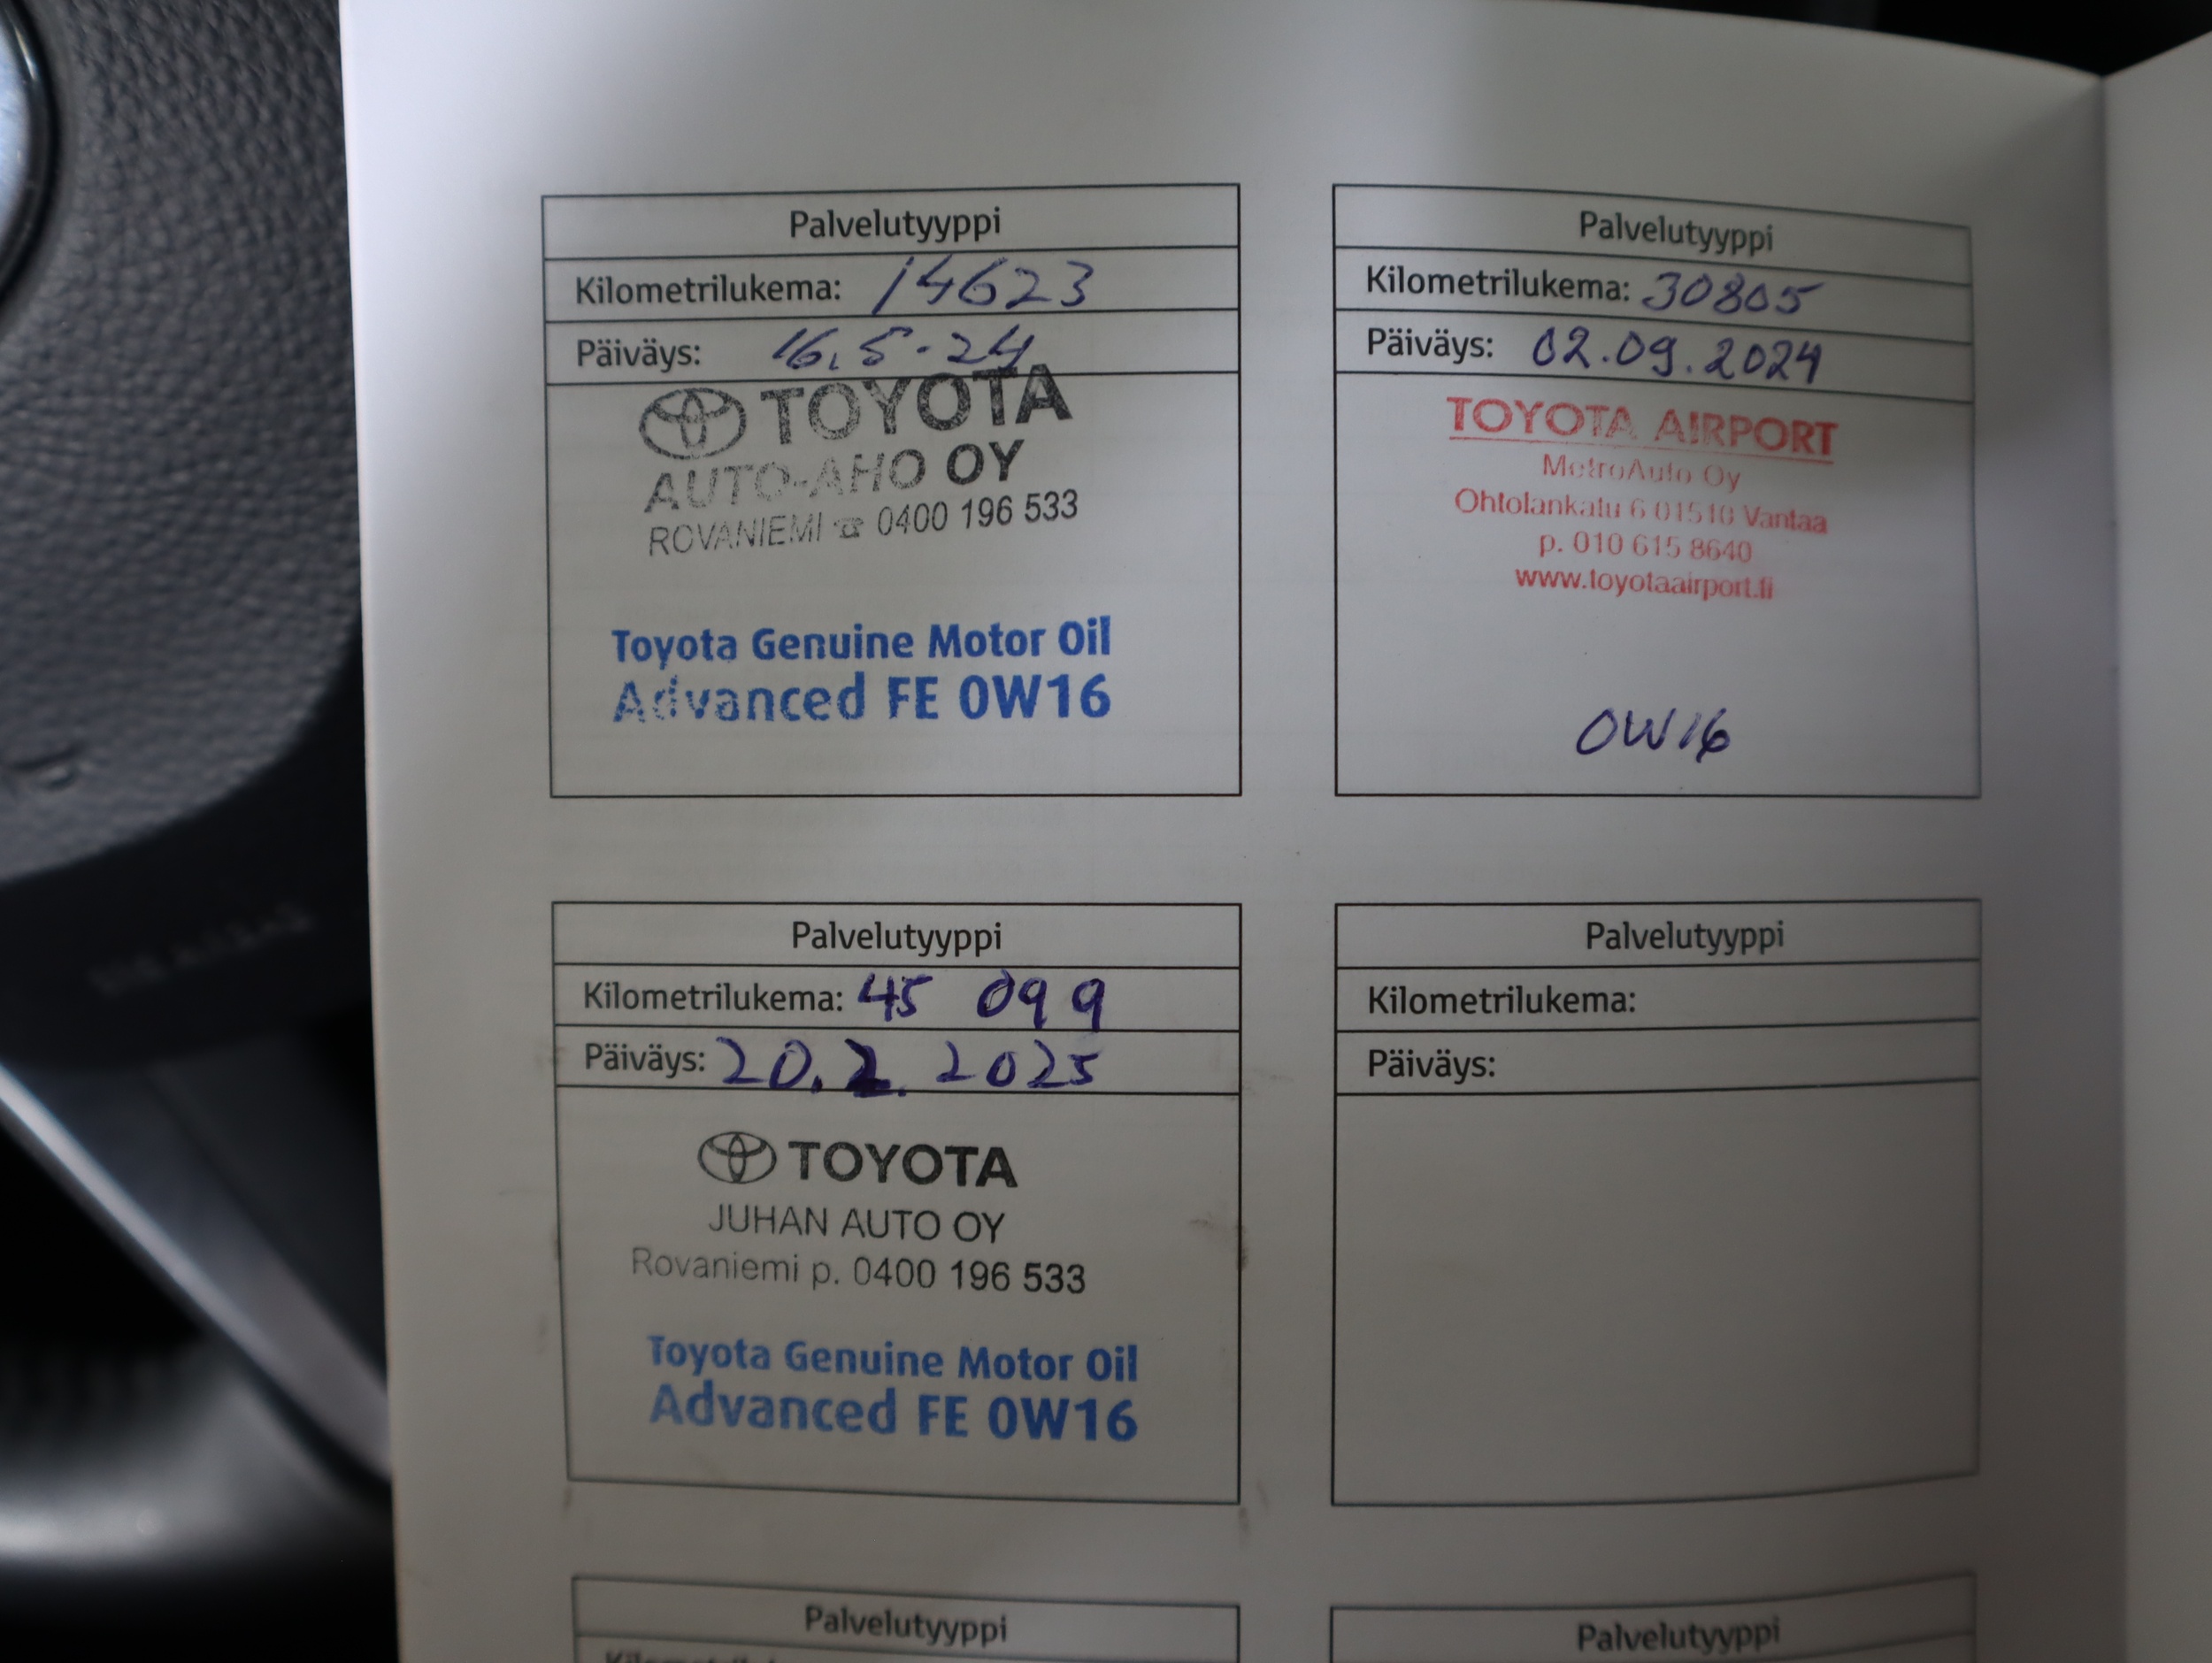 Palvelutyyppi
Kilometrilukema: 14623
Päiväys: 16.5-24
TOYOTA
AUTO-AHO OY
ROVANIEMI ☎ 0400 196 533
Toyota Genuine Motor Oil
Advanced FE 0W16
Palvelutyyppi
Kilometrilukema: 30805
Päiväys: 02.09.2024
TOYOTA AIRPORT
MetroAuto Oy
Ohtolankatu 6 01510 Vantaa
p. 010 615 8640
www.toyotaairport.fi
0W16
Palvelutyyppi
Kilometrilukema: 45 099
Päiväys: 20.2.2025
TOYOTA
JUHAN AUTO OY
Rovaniemi p. 0400 196 533
Toyota Genuine Motor Oil
Advanced FE 0W16
Palvelutyyppi
Kilometrilukema:
Päiväys:
Palvelutyyppi
Palvelutyyppi